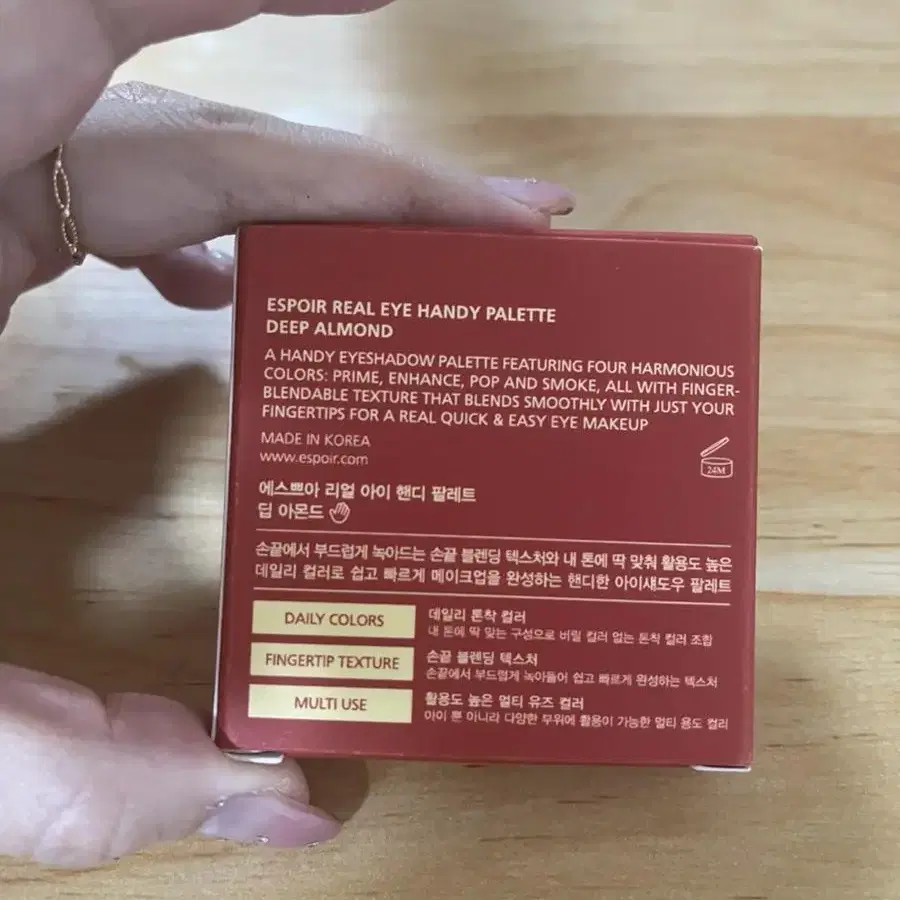 ESPOIR REAL EYE HANDY PALETTE
DEEP ALMOND
A HANDY EYESHADOW PALETTE FEATURING FOUR HARMONIOUS
COLORS: PRIME, ENHANCE, POP AND SMOKE, ALL WITH FINGER-
BLENDABLE TEXTURE THAT BLENDS SMOOTHLY WITH JUST YOUR
FINGERTIPS FOR A REAL QUICK & EASY EYE MAKEUP
MADE IN KOREA
www.espoir.com
24M
에스쁘아 리얼 아이 핸디 팔레트
딥 아몬드
손끝에서 부드럽게 녹아드는 손끝 블렌딩 텍스처와 내 톤에 딱 맞춰 활용도 높은
데일리 컬러로 쉽고 빠르게 메이크업을 완성하는 핸디한 아이섀도우 팔레트
DAILY COLORS
데일리 톤착 컬러
내 톤에 딱 맞는 구성으로 버릴 컬러 없는 톤착 컬러 조합
FINGERTIP TEXTURE
손끝 블렌딩 텍스처
손끝에서 부드럽게 녹아들어 쉽고 빠르게 완성하는 텍스처
MULTI USE
활용도 높은 멀티 유즈 컬러
아이 뿐 아니라 다양한 부위에 활용이 가능한 멀티 용도 컬러